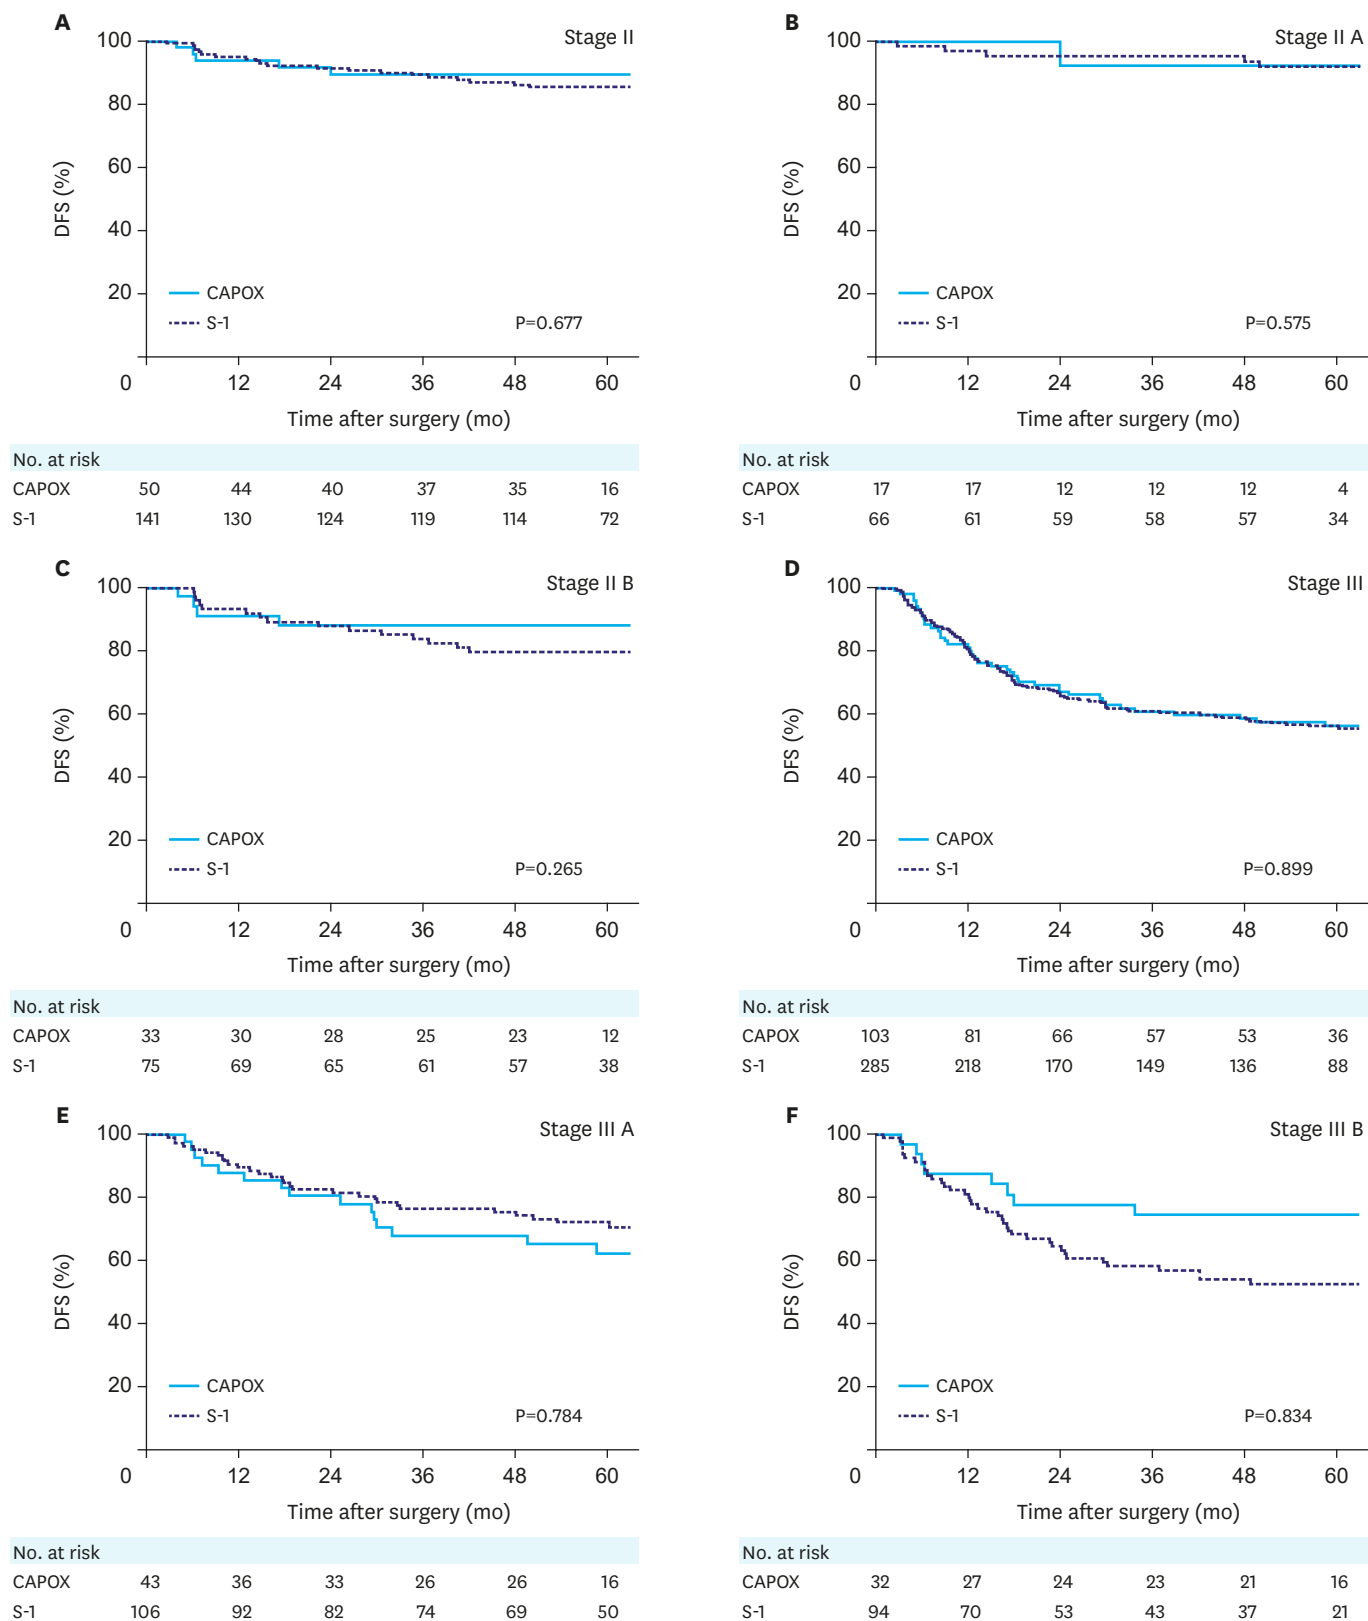 A
Stage II
100
80
60
40
20
DFS (%)
CAPOX
S-1
P=0.677
0 12 24 36 48 60
Time after surgery (mo)
No. at risk
CAPOX 50 44 40 37 35 16
S-1 141 130 124 119 114 72
B
Stage II A
100
80
60
40
20
DFS (%)
CAPOX
S-1
P=0.575
0 12 24 36 48 60
Time after surgery (mo)
No. at risk
CAPOX 17 17 12 12 12 4
S-1 66 61 59 58 57 34
C
Stage II B
100
80
60
40
20
DFS (%)
CAPOX
S-1
P=0.265
0 12 24 36 48 60
Time after surgery (mo)
No. at risk
CAPOX 33 30 28 25 23 12
S-1 75 69 65 61 57 38
D
Stage III
100
80
60
40
20
DFS (%)
CAPOX
S-1
P=0.899
0 12 24 36 48 60
Time after surgery (mo)
No. at risk
CAPOX 103 81 66 57 53 36
S-1 285 218 170 149 136 88
E
Stage III A
100
80
60
40
20
DFS (%)
CAPOX
S-1
P=0.784
0 12 24 36 48 60
Time after surgery (mo)
No. at risk
CAPOX 43 36 33 26 26 16
S-1 106 92 82 74 69 50
F
Stage III B
100
80
60
40
20
DFS (%)
CAPOX
S-1
P=0.834
0 12 24 36 48 60
Time after surgery (mo)
No. at risk
CAPOX 32 27 24 23 21 16
S-1 94 70 53 43 37 21